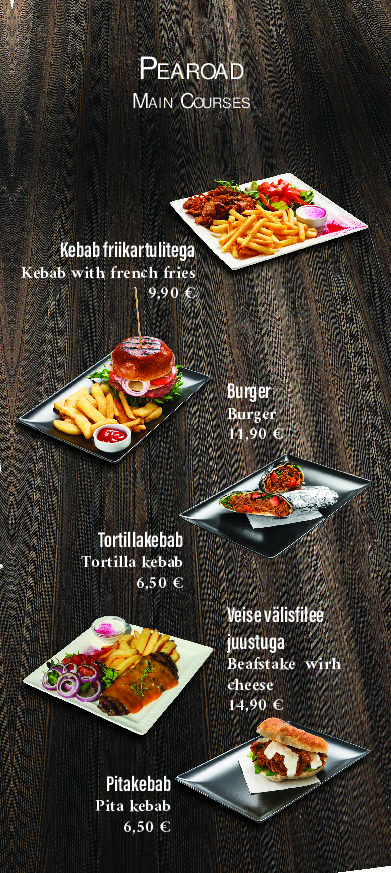 PEAROAD
MAIN COURSES
Kebab friikartulitega
Kebab with french fries
9,90 €
Burger
Burger
11,90 €
Tortillakebab
Tortilla kebab
6,50 €
Veise välisfilee
juustuga
Beafstake wirh
cheese
14,90 €
Pitakebab
Pita kebab
6,50 €